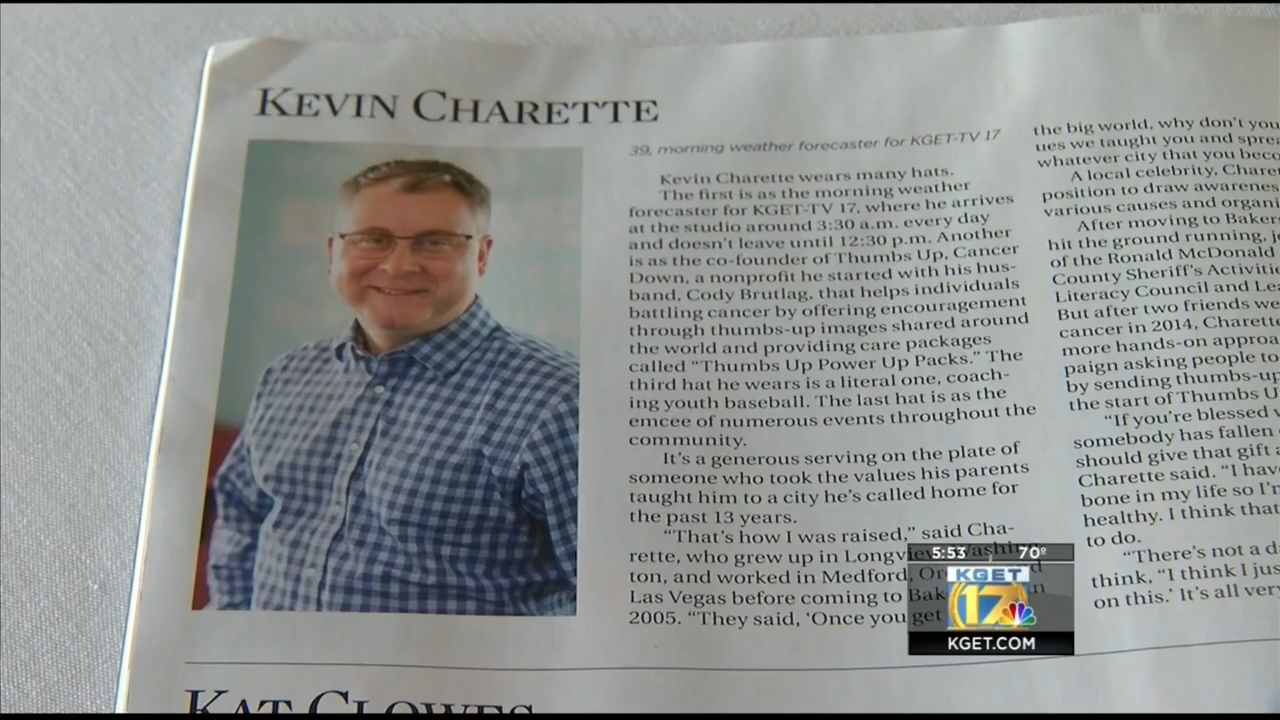 KEVIN CHARETTE
39, morning weather forecaster for KGET-TV 17
Kevin Charette wears many hats.
The first is as the morning weather
forecaster for KGET-TV 17, where he arrives
at the studio around 3:30 a.m. every day
and doesn't leave until 12:30 p.m. Another
is as the co-founder of Thumbs Up, Cancer
Down, a nonprofit he started with his hus-
band, Cody Brutlag, that helps individuals
battling cancer by offering encouragement
through thumbs-up images shared around
the world and providing care packages
called "Thumbs Up Power Up Packs." The
third hat he wears is a literal one, coach-
ing youth baseball. The last hat is as the
emcee of numerous events throughout the
community.
It's a generous serving on the plate of
someone who took the values his parents
taught him to a city he's called home for
the past 13 years.
"That's how I was raised," said Cha-
rette, who grew up in Longview, Washing
ton, and worked in Medford,
Las Vegas before coming to
2005. "They said, 'Once you get
the big world, why don't you
ues we taught you and
whatever city that you
A local celebrity,
position to draw
various causes and
After moving to
hit the ground running,
of the Ronald McDonald
County Sheriff's
Literacy Council and
But after two friends
cancer in 2014, Charette
more hands-on
paign asking people to
by sending thumbs-up
the start of Thumbs
"If you're blessed
somebody has fallen
should give that gift
Charette said. "I
bone in my life so
healthy. I think that
to do.
"There's not a
think, "I think I
on this.' It's all
KAT CLOWES
5:53 70°
KGET
17
KGET.COM